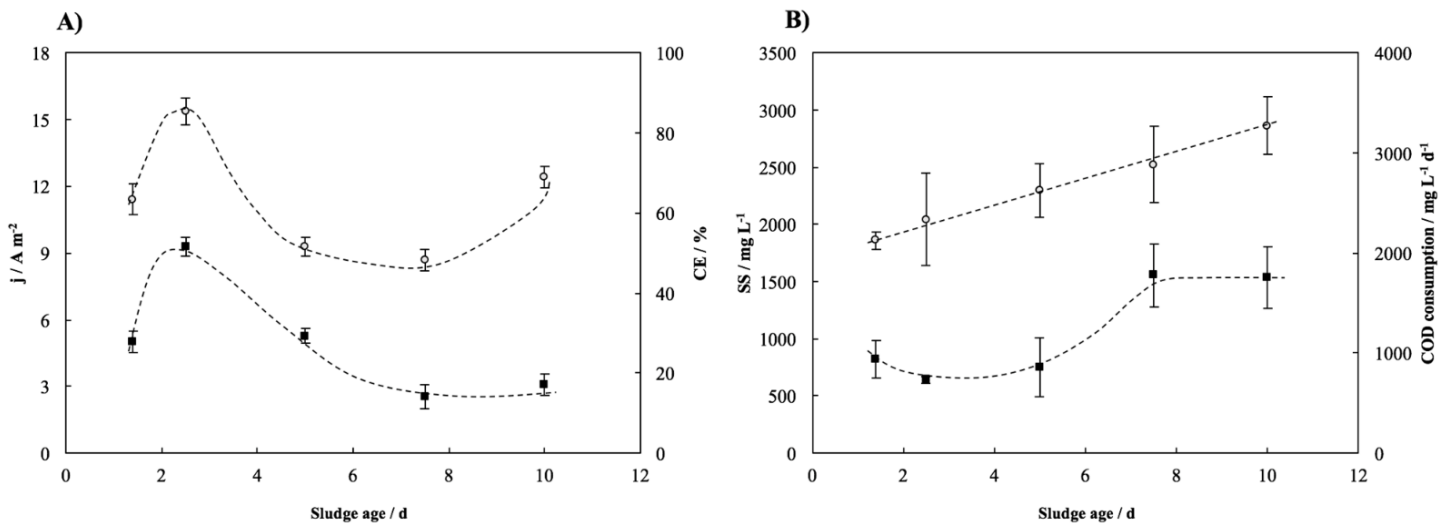 A)
18
15
12
9
6
3
0
j / A m⁻²
100
80
60
40
20
0
CE / %
0 2 4 6 8 10 12
Sludge age / d
B)
3500
3000
2500
2000
1500
1000
500
0
SS / mg L⁻¹
4000
3000
2000
1000
0
COD consumption / mg L⁻¹ d⁻¹
0 2 4 6 8 10 12
Sludge age / d